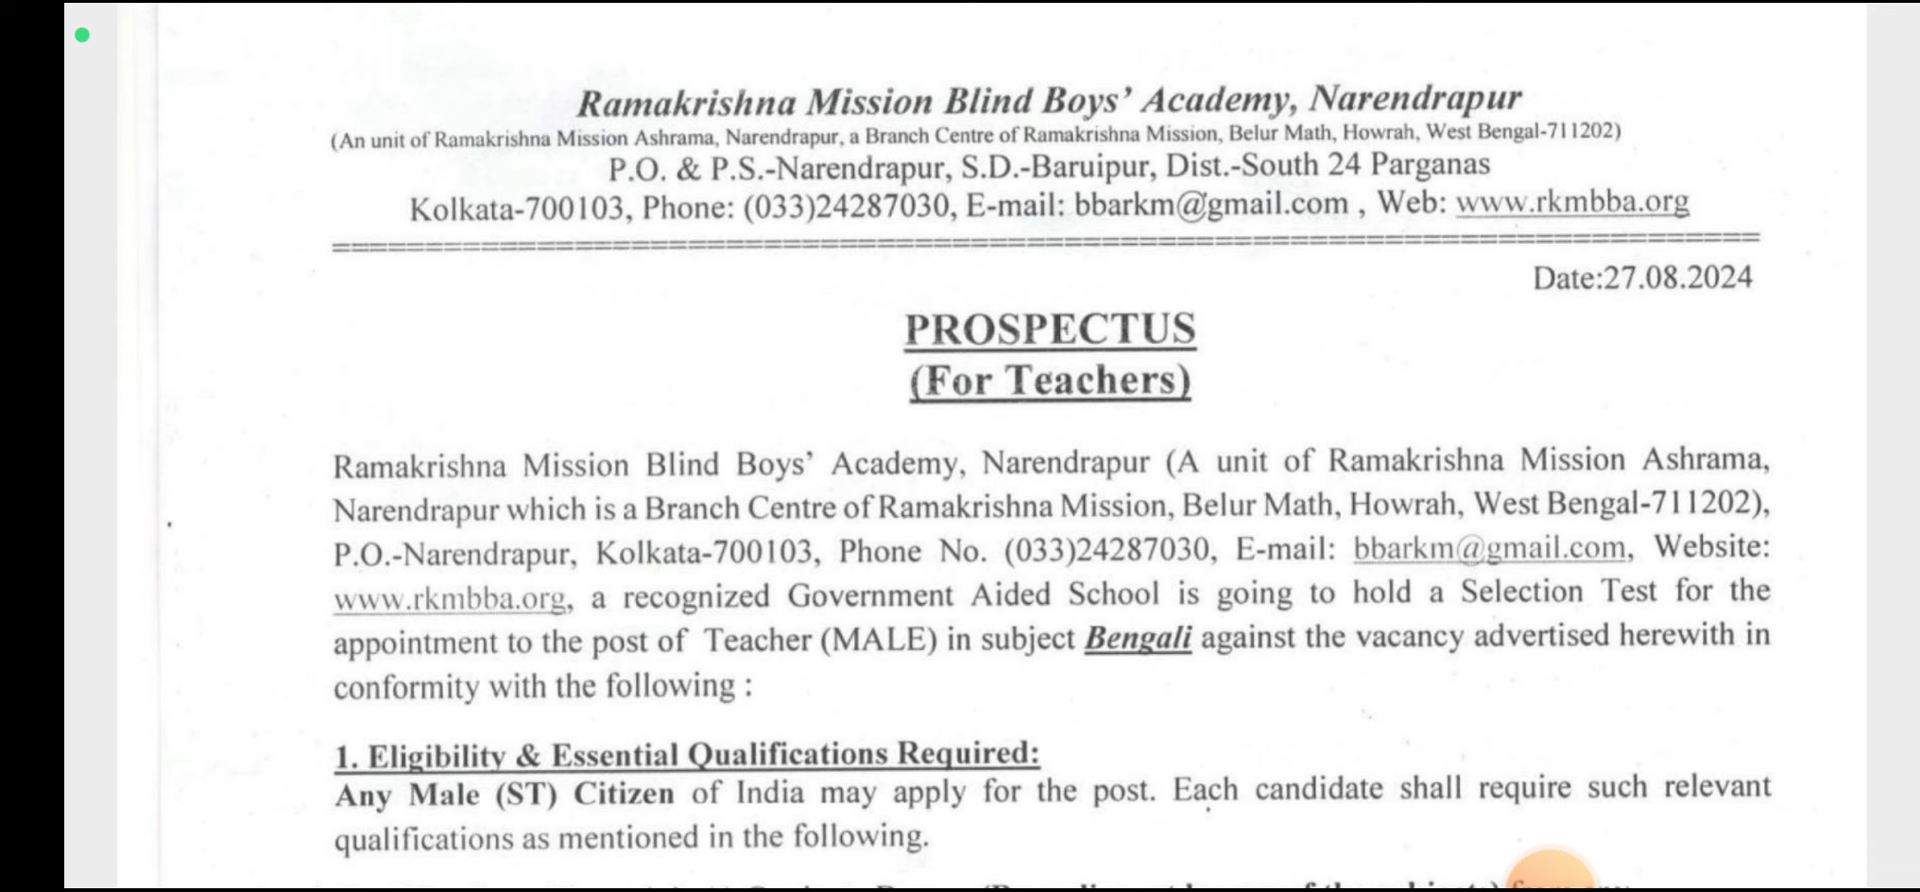 Ramakrishna Mission Blind Boys’ Academy, Narendrapur
(An unit of Ramakrishna Mission Ashrama, Narendrapur, a Branch Centre of Ramakrishna Mission, Belur Math, Howrah, West Bengal-711202)
P.O. & P.S.-Narendrapur, S.D.-Baruipur, Dist.-South 24 Parganas
Kolkata-700103, Phone: (033)24287030, E-mail: bbarkm@gmail.com , Web: www.rkmbba.org
Date:27.08.2024
PROSPECTUS
(For Teachers)
Ramakrishna Mission Blind Boys’ Academy, Narendrapur (A unit of Ramakrishna Mission Ashrama,
Narendrapur which is a Branch Centre of Ramakrishna Mission, Belur Math, Howrah, West Bengal-711202),
P.O.-Narendrapur, Kolkata-700103, Phone No. (033)24287030, E-mail: bbarkm@gmail.com, Website:
www.rkmbba.org, a recognized Government Aided School is going to hold a Selection Test for the
appointment to the post of Teacher (MALE) in subject Bengali against the vacancy advertised herewith in
conformity with the following :
1. Eligibility & Essential Qualifications Required:
Any Male (ST) Citizen of India may apply for the post. Each candidate shall require such relevant
qualifications as mentioned in the following.